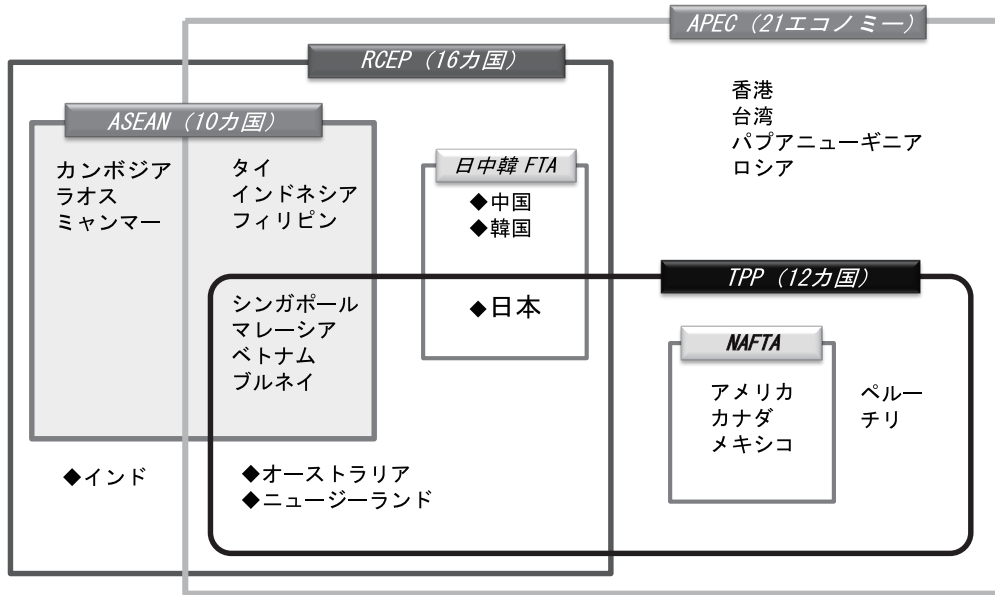 APEC（21エコノミー）
RCEP（16カ国）
香港
台湾
パプアニューギニア
ロシア
ASEAN（10カ国）
カンボジア
ラオス
ミャンマー
タイ
インドネシア
フィリピン
日中韓 FTA
◆中国
◆韓国
TPP（12カ国）
シンガポール
マレーシア
ベトナム
ブルネイ
◆日本
NAFTA
アメリカ
カナダ
メキシコ
ペルー
チリ
◆インド
◆オーストラリア
◆ニュージーランド